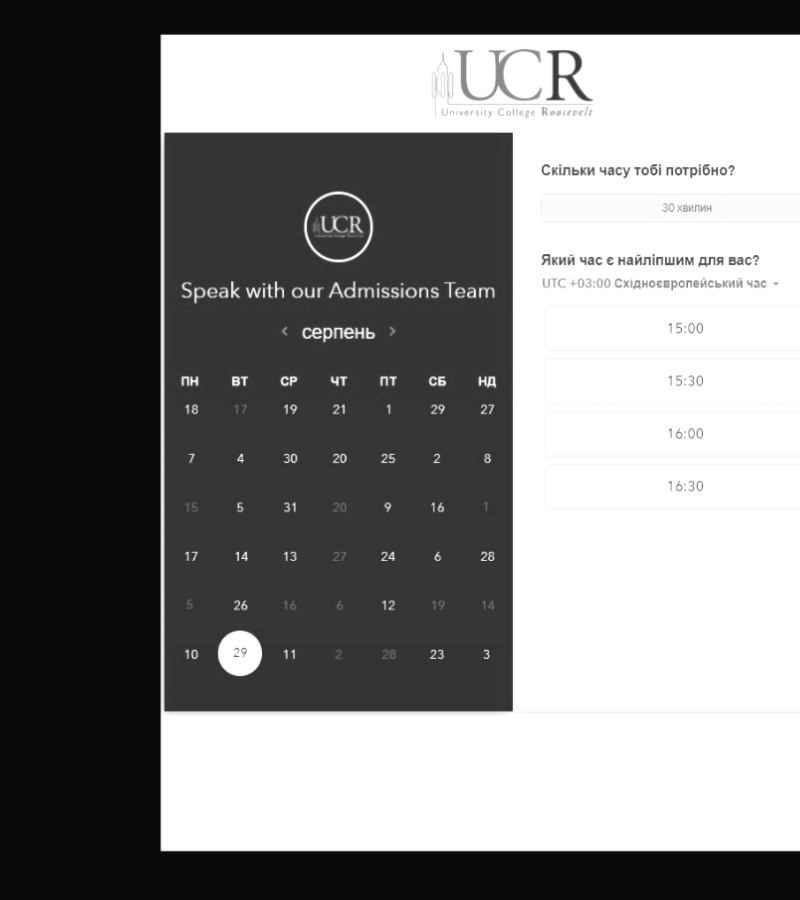 UCR
University College Roosevelt
UCR
Speak with our Admissions Team
< серпень >
ПН ВТ СР ЧТ ПТ СБ НД
18 17 19 21 1 29 27
7 4 30 20 25 2 8
15 5 31 20 9 16 1
17 14 13 27 24 6 28
5 26 16 6 12 19 14
10 29 11 2 28 23 3
Скільки часу тобі потрібно?
30 хвилин
Який час є найліпшим для вас?
UTC +03:00 Східноєвропейський час
15:00
15:30
16:00
16:30